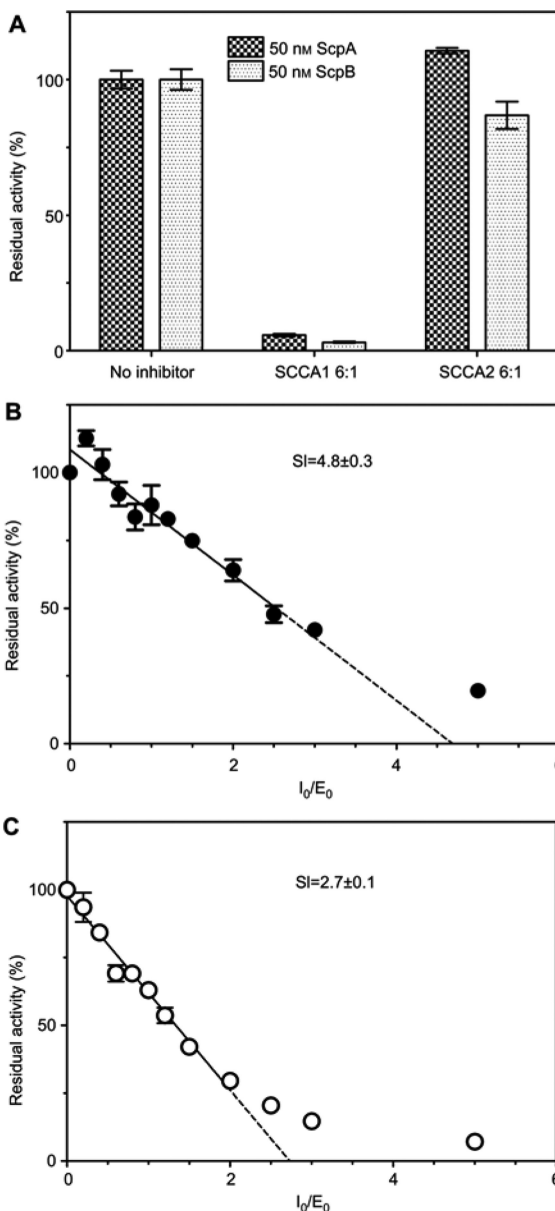 A
50 nM ScpA
50 nM ScpB
Residual activity (%)
100
50
0
No inhibitor
SCCA1 6:1
SCCA2 6:1
B
SI=4.8±0.3
Residual activity (%)
100
50
0
0
2
4
6
I0/E0
C
SI=2.7±0.1
Residual activity (%)
100
50
0
0
2
4
6
I0/E0